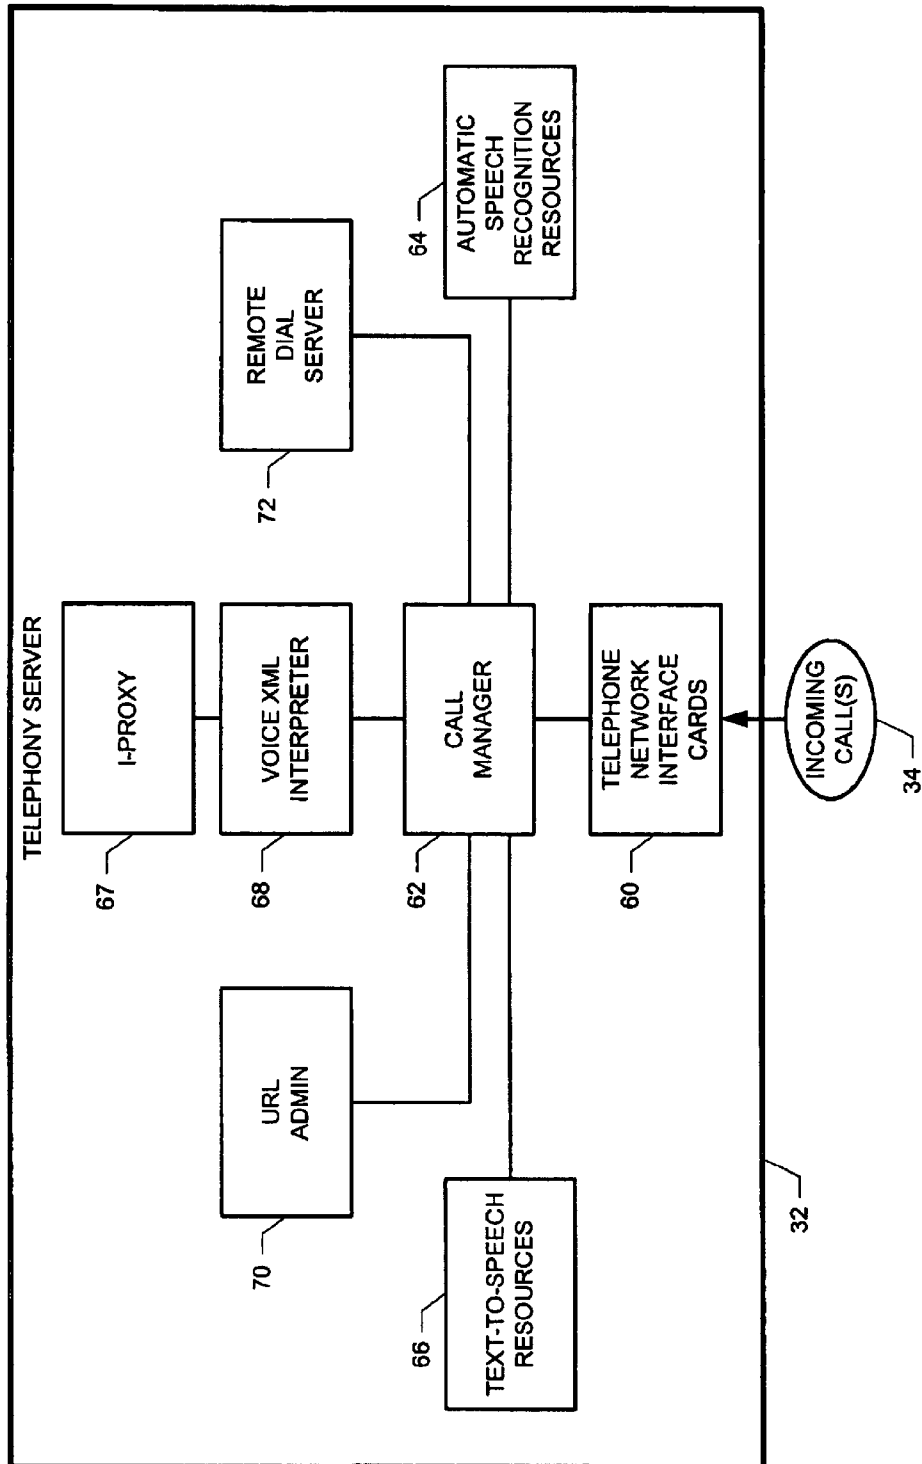 TELEPHONY SERVER
I-PROXY
67
URL
ADMIN
70
VOICE XML
INTERPRETER
68
REMOTE
DIAL
SERVER
72
TEXT-TO-SPEECH
RESOURCES
66
CALL
MANAGER
62
AUTOMATIC
SPEECH
RECOGNITION
RESOURCES
64
TELEPHONE
NETWORK
INTERFACE
CARDS
60
32
INCOMING
CALL(S)
34